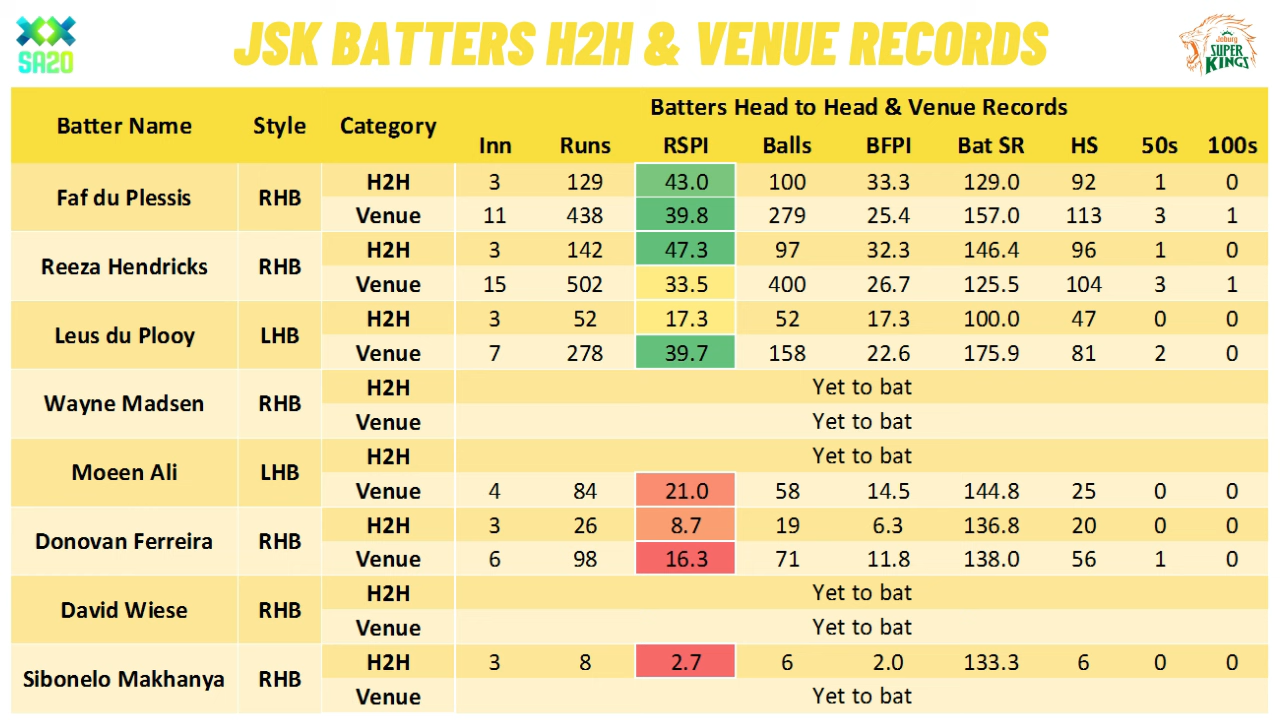 SA20
JSK BATTERS H2H & VENUE RECORDS
Joburg
SUPER
KINGS
Batter Name Style Category Batters Head to Head & Venue Records
Inn Runs RSPI Balls BFPI Bat SR HS 50s 100s
Faf du Plessis RHB H2H 3 129 43.0 100 33.3 129.0 92 1 0
Venue 11 438 39.8 279 25.4 157.0 113 3 1
Reeza Hendricks RHB H2H 3 142 47.3 97 32.3 146.4 96 1 0
Venue 15 502 33.5 400 26.7 125.5 104 3 1
Leus du Plooy LHB H2H 3 52 17.3 52 17.3 100.0 47 0 0
Venue 7 278 39.7 158 22.6 175.9 81 2 0
Wayne Madsen RHB H2H Yet to bat
Venue Yet to bat
Moeen Ali LHB H2H Yet to bat
Venue 4 84 21.0 58 14.5 144.8 25 0 0
Donovan Ferreira RHB H2H 3 26 8.7 19 6.3 136.8 20 0 0
Venue 6 98 16.3 71 11.8 138.0 56 1 0
David Wiese RHB H2H Yet to bat
Venue Yet to bat
Sibonelo Makhanya RHB H2H 3 8 2.7 6 2.0 133.3 6 0 0
Venue Yet to bat